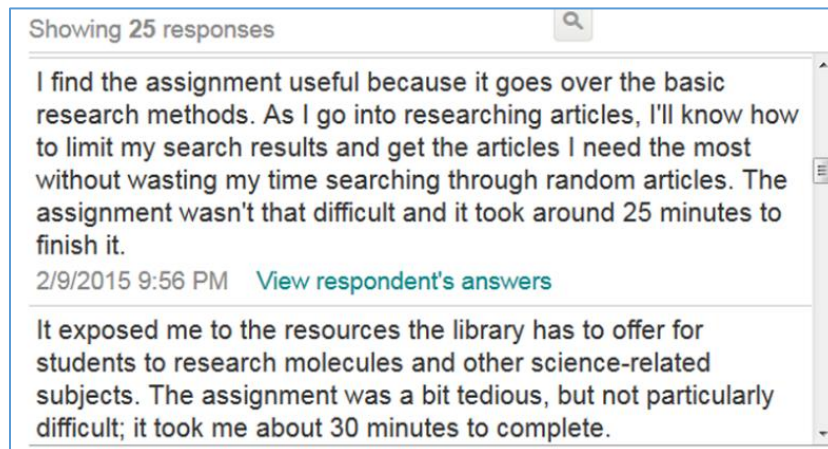 Showing 25 responses
I find the assignment useful because it goes over the basic
research methods. As I go into researching articles, I'll know how
to limit my search results and get the articles I need the most
without wasting my time searching through random articles. The
assignment wasn't that difficult and it took around 25 minutes to
finish it.
2/9/2015 9:56 PM View respondent's answers
It exposed me to the resources the library has to offer for
students to research molecules and other science-related
subjects. The assignment was a bit tedious, but not particularly
difficult; it took me about 30 minutes to complete.